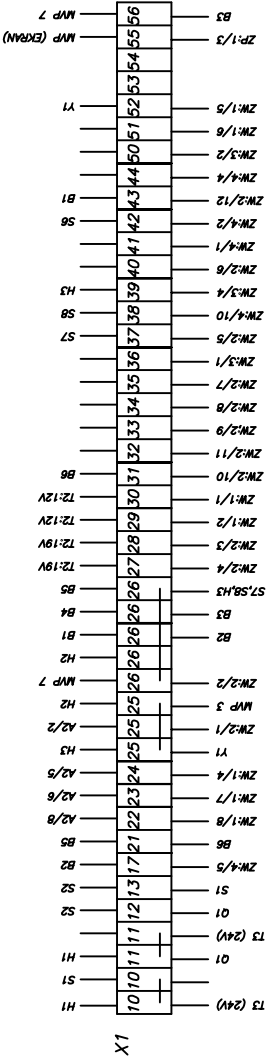 MVP 7 56 B3
MVP (EKRAN) 55 ZP:1/3
54
53
Y1 52 ZW:1/5
51 ZW:1/6
50 ZW:3/2
44 ZW:4/4
B1 43 ZW:2/12
S6 42 ZW:4/2
41 ZW:4/1
40 ZW:2/6
H3 39 ZW:3/4
S8 38 ZW:4/10
S7 37 ZW:2/5
36 ZW:3/1
35 ZW:2/7
34 ZW:2/8
33 ZW:2/9
32 ZW:2/11
B6 31 ZW:2/10
T2:12V 30 ZW:1/1
T2:12V 29 ZW:1/2
T2:19V 28 ZW:2/3
T2:19V 27 ZW:2/4
B5 26 S7,S8,H3
B4 26 B3
B1 26 B2
H2 26
MVP 7 26 ZW:2/2
H2 25 MVP 3
A2/2 25 ZW:2/1
H3 25 Y1
A2/5 24 ZW:1/4
A2/6 23 ZW:1/7
A2/8 22 ZW:1/8
B5 21 B6
B2 17 ZW:4/5
S2 13 S1
S2 12 Q1
11 T3 (24V)
H1 11 Q1
S1 10
H1 10 T3 (24V)
X1